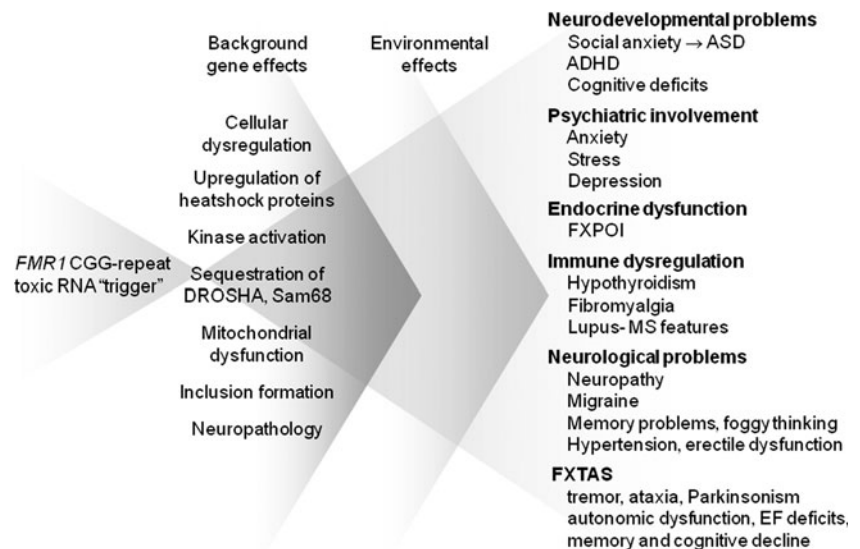 Background
gene effects
Environmental
effects
FMR1 CGG-repeat
toxic RNA “trigger”
Cellular
dysregulation
Upregulation of
heatshock proteins
Kinase activation
Sequestration of
DROSHA, Sam68
Mitochondrial
dysfunction
Inclusion formation
Neuropathology
Neurodevelopmental problems
Social anxiety → ASD
ADHD
Cognitive deficits
Psychiatric involvement
Anxiety
Stress
Depression
Endocrine dysfunction
FXPOI
Immune dysregulation
Hypothyroidism
Fibromyalgia
Lupus- MS features
Neurological problems
Neuropathy
Migraine
Memory problems, foggy thinking
Hypertension, erectile dysfunction
FXTAS
tremor, ataxia, Parkinsonism
autonomic dysfunction, EF deficits,
memory and cognitive decline